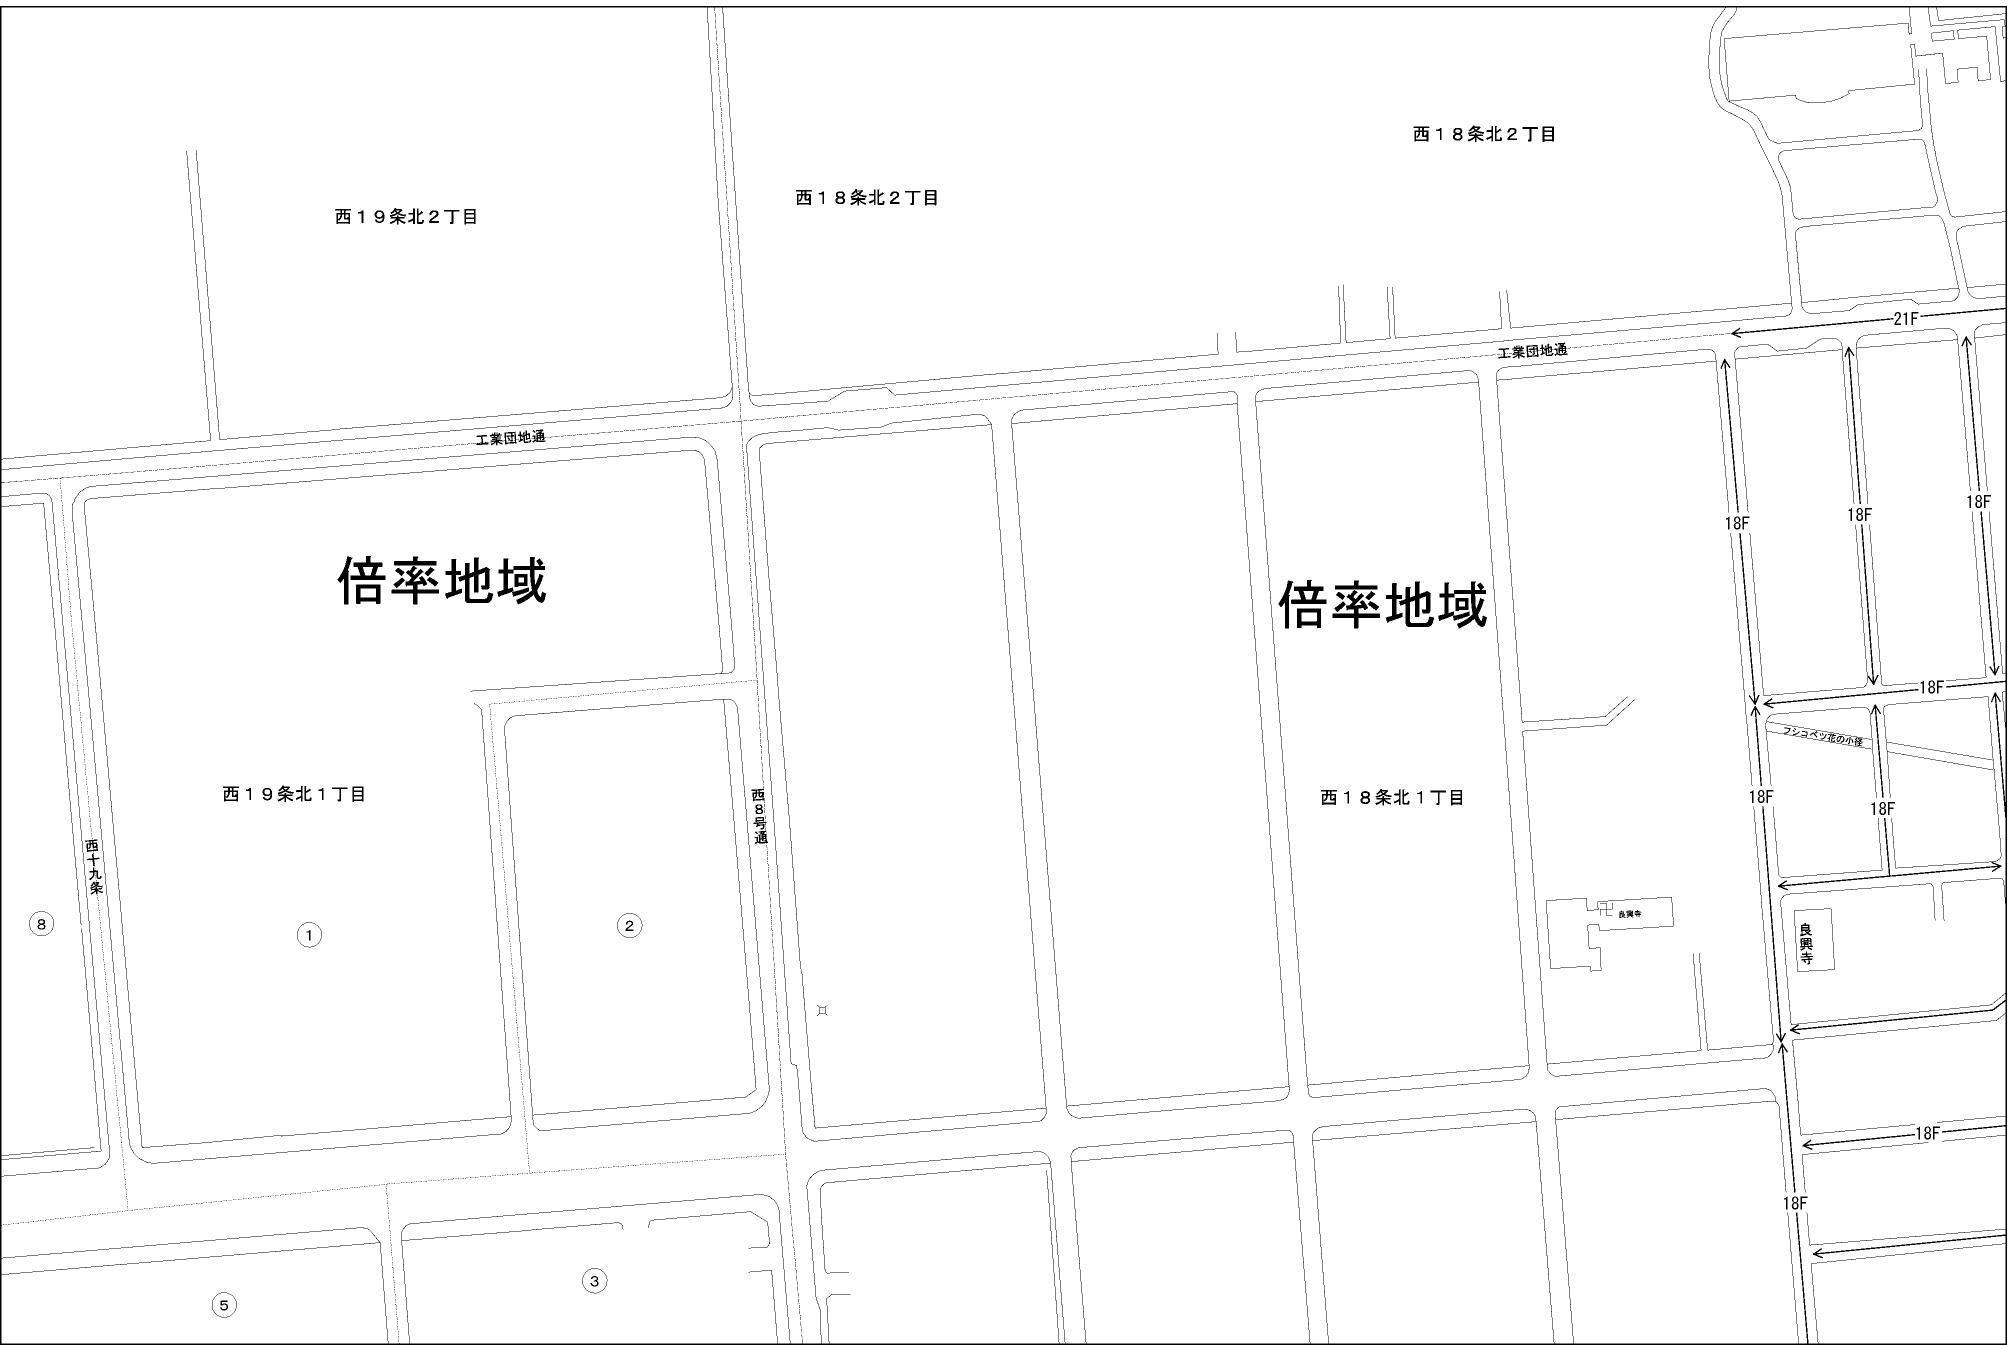 西１８条北２丁目
西１８条北２丁目
西１９条北２丁目
21F
工業団地通
工業団地通
18F
18F
18F
倍率地域
倍率地域
18F
フシコベツ花の小径
西１９条北１丁目
西１８条北１丁目
西８号通
18F
18F
西十九条
良興寺
良興寺
8
1
2
18F
18F
3
5